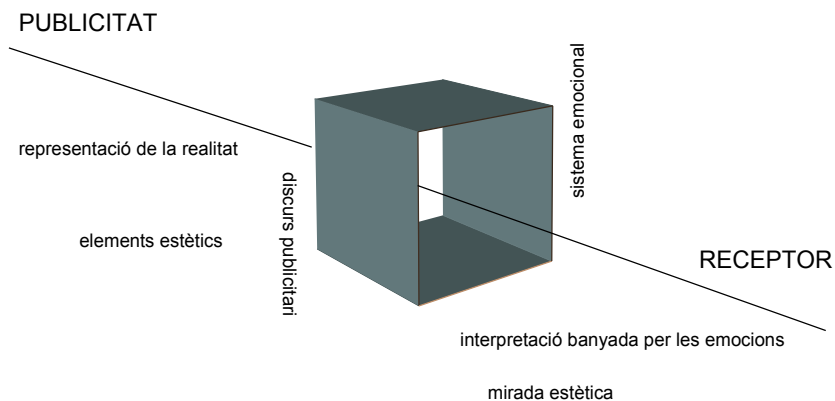 PUBLICITAT
representació de la realitat
elements estètics
discurs publicitari
sistema emocional
RECEPTOR
interpretació banyada per les emocions
mirada estètica